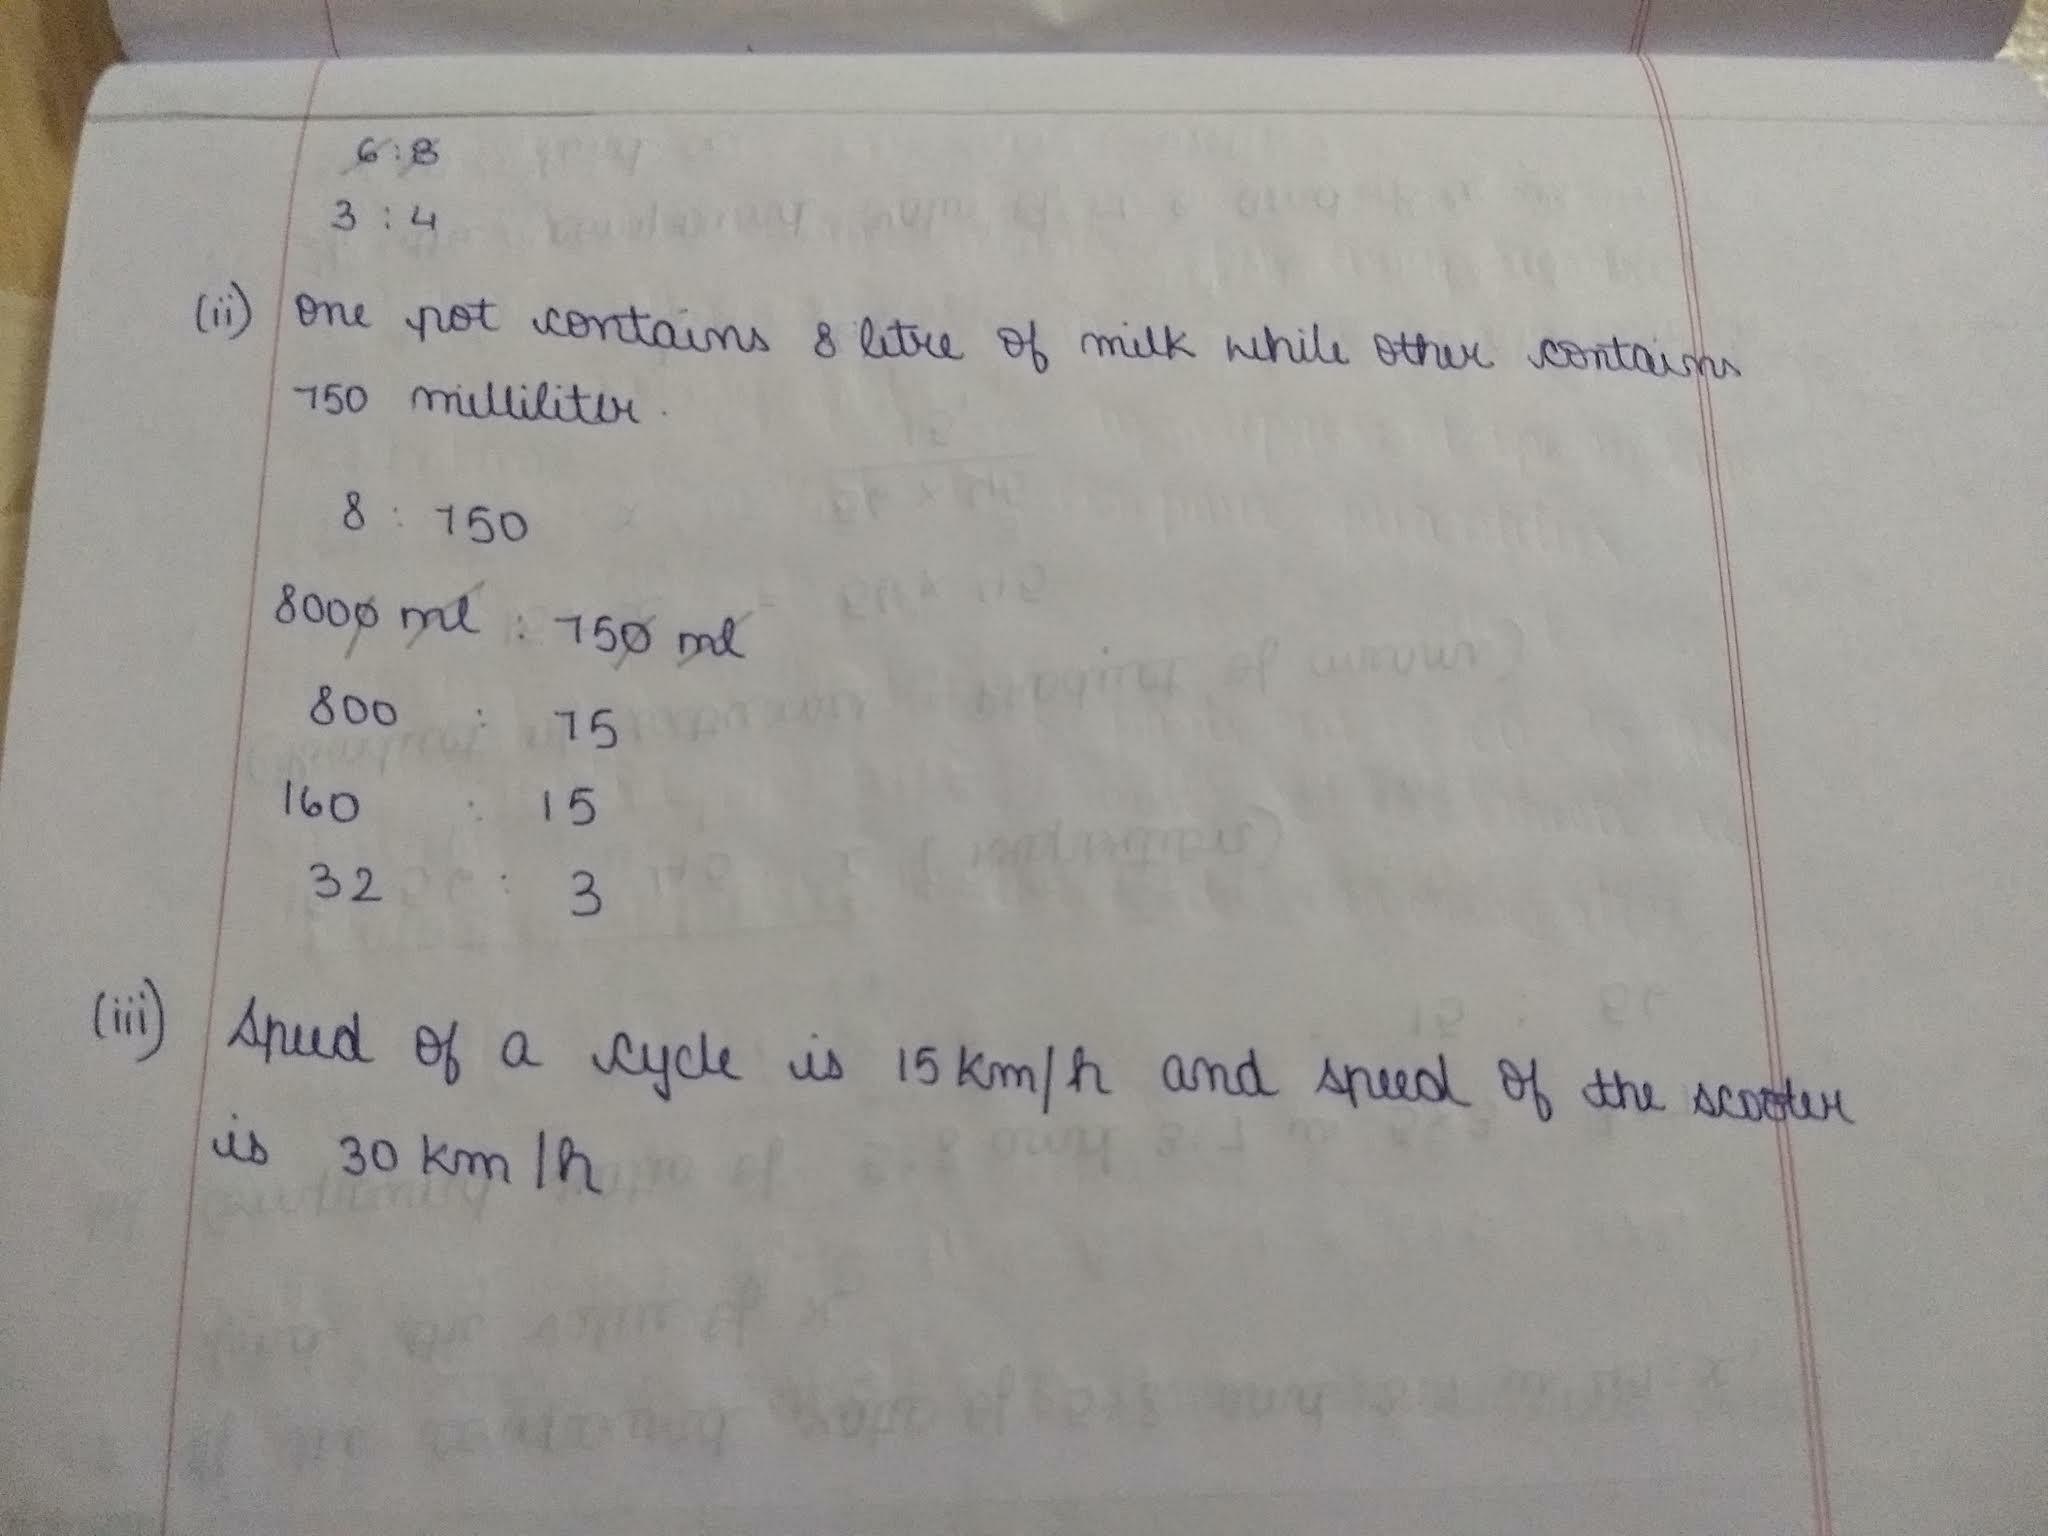 6:8
3 : 4
(ii) One pot contains 8 litre of milk while other contains
750 milliliter.
8 : 750
8000 ml : 750 ml
800 : 75
160 : 15
32 : 3
(iii) Speed of a cycle is 15 km/h and speed of the scooter
is 30 km/h